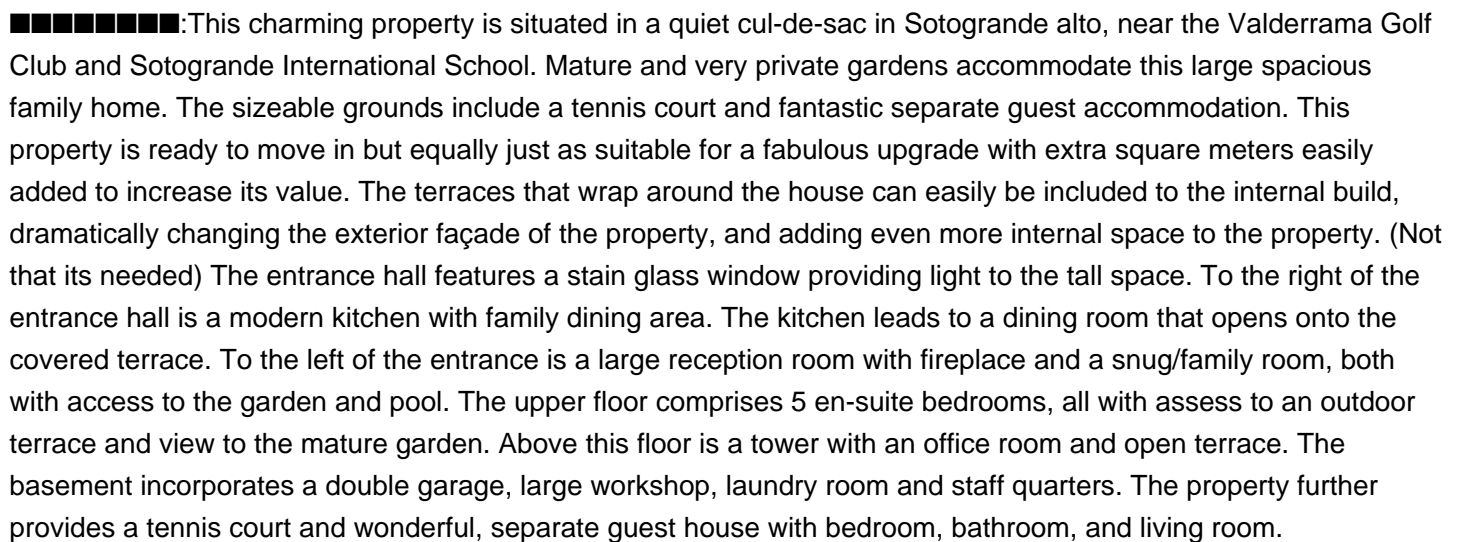 ■■■■■■■■:This charming property is situated in a quiet cul-de-sac in Sotogrande alto, near the Valderrama Golf
Club and Sotogrande International School. Mature and very private gardens accommodate this large spacious
family home. The sizeable grounds include a tennis court and fantastic separate guest accommodation. This
property is ready to move in but equally just as suitable for a fabulous upgrade with extra square meters easily
added to increase its value. The terraces that wrap around the house can easily be included to the internal build,
dramatically changing the exterior façade of the property, and adding even more internal space to the property. (Not
that its needed) The entrance hall features a stain glass window providing light to the tall space. To the right of the
entrance hall is a modern kitchen with family dining area. The kitchen leads to a dining room that opens onto the
covered terrace. To the left of the entrance is a large reception room with fireplace and a snug/family room, both
with access to the garden and pool. The upper floor comprises 5 en-suite bedrooms, all with assess to an outdoor
terrace and view to the mature garden. Above this floor is a tower with an office room and open terrace. The
basement incorporates a double garage, large workshop, laundry room and staff quarters. The property further
provides a tennis court and wonderful, separate guest house with bedroom, bathroom, and living room.